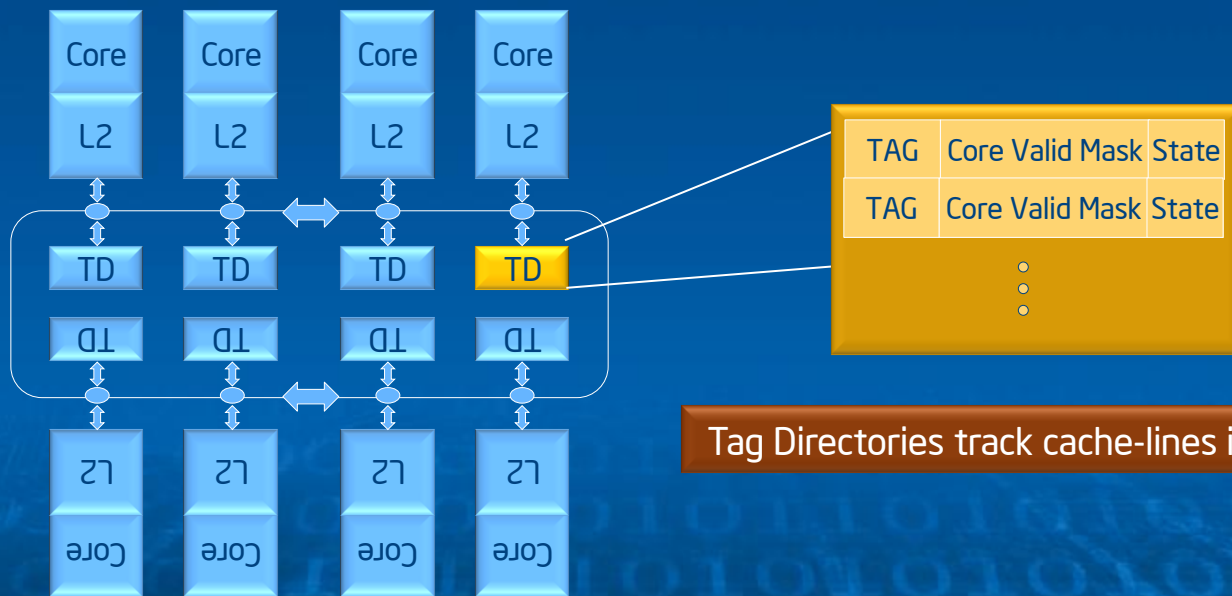 Core Core Core Core
L2 L2 L2 L2
TD TD TD TD
TD TD TD TD
L2 L2 L2 L2
Core Core Core Core
TAG Core Valid Mask State
TAG Core Valid Mask State
Tag Directories track cache-lines